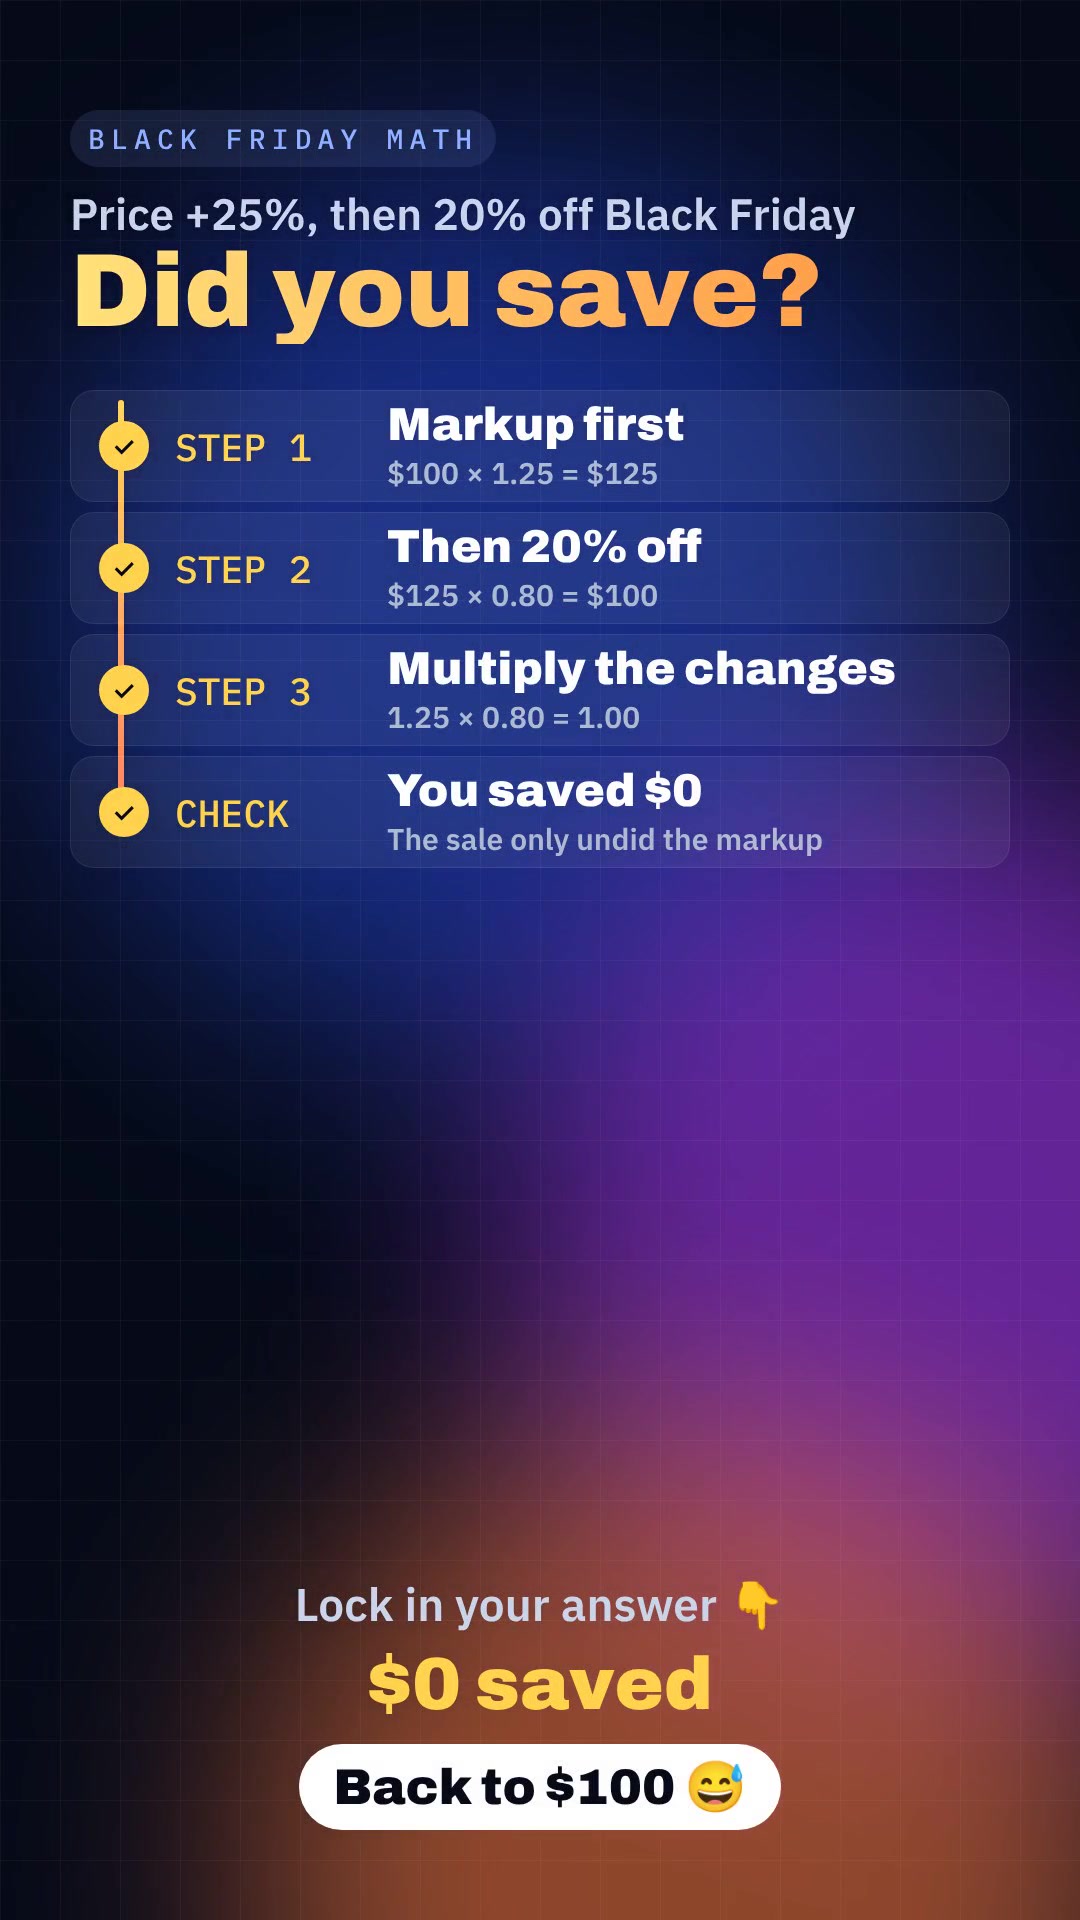 BLACK FRIDAY MATH
Price +25%, then 20% off Black Friday
Did you save?
STEP 1
Markup first
$100 × 1.25 = $125
STEP 2
Then 20% off
$125 × 0.80 = $100
STEP 3
Multiply the changes
1.25 × 0.80 = 1.00
CHECK
You saved $0
The sale only undid the markup
Lock in your answer 👇
$0 saved
Back to $100 😅